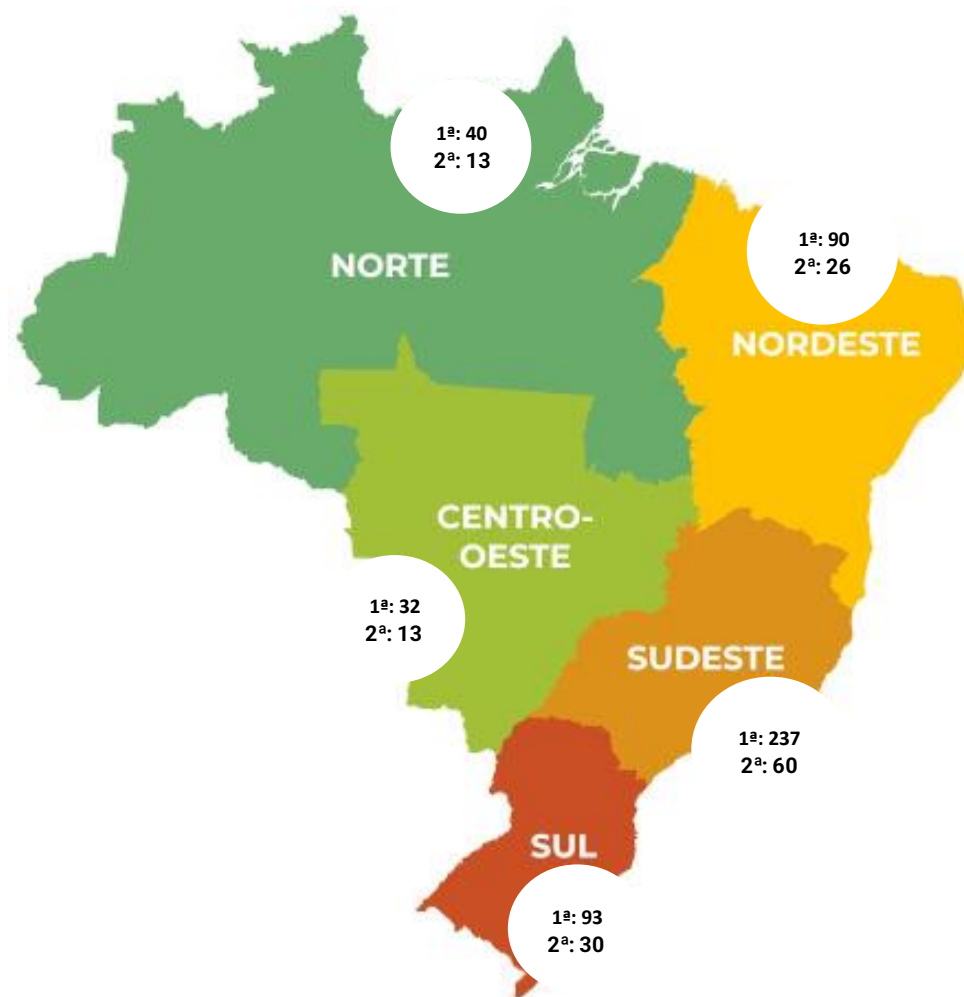 1ª: 40
2ª: 13
NORTE
1ª: 90
2ª: 26
NORDESTE
CENTRO-
OESTE
1ª: 32
2ª: 13
SUDESTE
1ª: 237
2ª: 60
SUL
1ª: 93
2ª: 30